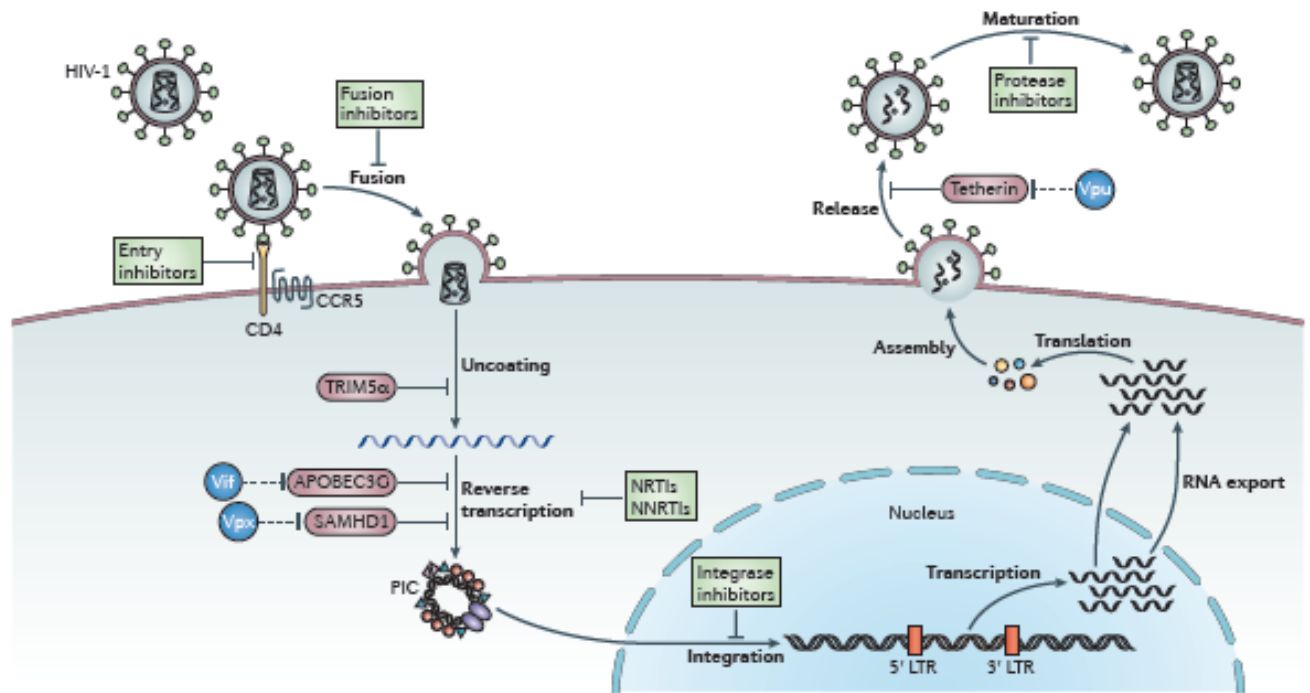 HIV-1
Fusion
inhibitors
Fusion
Entry
inhibitors
CD4
CCR5
Uncoating
TRIM5α
Vif
APOBEC3G
Vpx
SAMHD1
Reverse
transcription
NRTIs
NNRTIs
PIC
Integrase
inhibitors
Integration
5' LTR
3' LTR
Nucleus
Transcription
RNA export
Translation
Assembly
Release
Tetherin
Vpu
Maturation
Protease
inhibitors